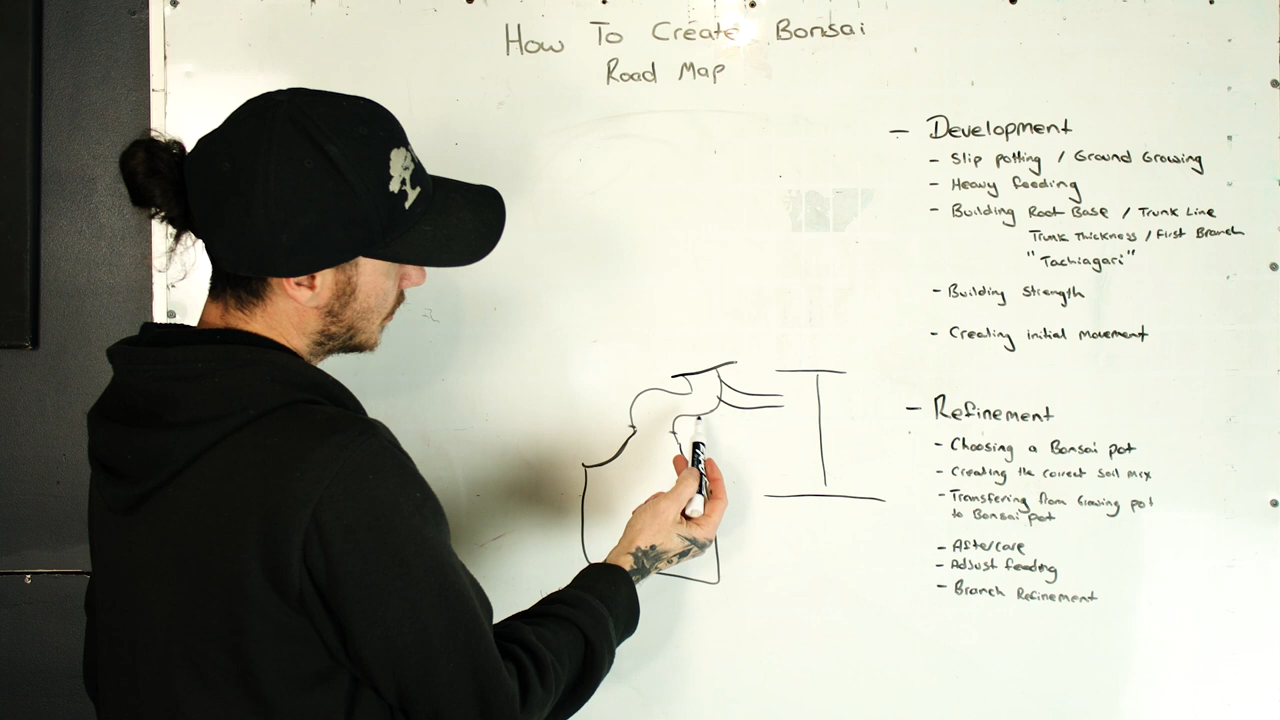 How To Create Bonsai
Road Map
- Development
- Slip potting / Ground Growing
- Heavy feeding
- Building Root Base / Trunk Line
Trunk Thickness / First Branch
"Tachiagari"
- Building Strength
- Creating initial movement
- Refinement
- Choosing a Bonsai pot
- Creating the correct soil mix
- Transfering from Growing pot
to Bonsai pot
- Aftercare
- Adjust feeding
- Branch Refinement